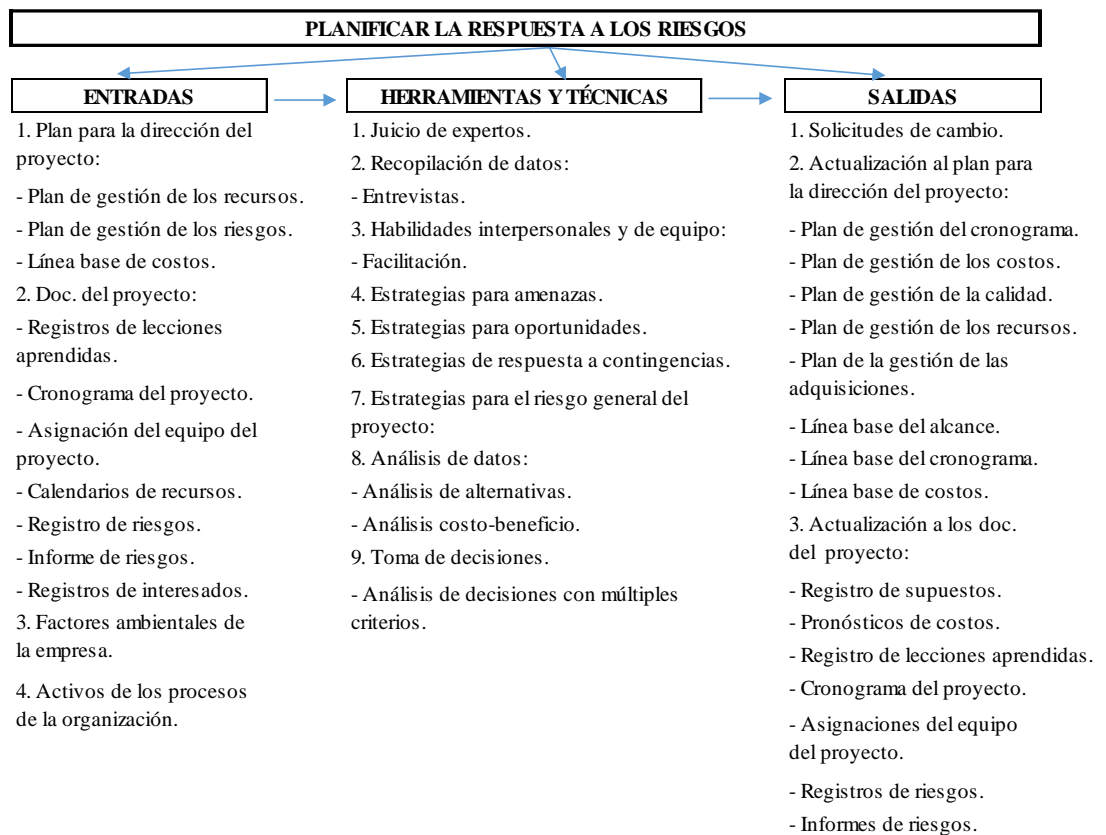 PLANIFICAR LA RESPUESTA A LOS RIESGOS
ENTRADAS
1. Plan para la dirección del
proyecto:
- Plan de gestión de los recursos.
- Plan de gestión de los riesgos.
- Línea base de costos.
2. Doc. del proyecto:
- Registros de lecciones
aprendidas.
- Cronograma del proyecto.
- Asignación del equipo del
proyecto.
- Calendarios de recursos.
- Registro de riesgos.
- Informe de riesgos.
- Registros de interesados.
3. Factores ambientales de
la empresa.
4. Activos de los procesos
de la organización.
HERRAMIENTAS Y TÉCNICAS
1. Juicio de expertos.
2. Recopilación de datos:
- Entrevistas.
3. Habilidades interpersonales y de equipo:
- Facilitación.
4. Estrategias para amenazas.
5. Estrategias para oportunidades.
6. Estrategias de respuesta a contingencias.
7. Estrategias para el riesgo general del
proyecto:
8. Análisis de datos:
- Análisis de alternativas.
- Análisis costo-beneficio.
9. Toma de decisiones.
- Análisis de decisiones con múltiples
criterios.
SALIDAS
1. Solicitudes de cambio.
2. Actualización al plan para
la dirección del proyecto:
- Plan de gestión del cronograma.
- Plan de gestión de los costos.
- Plan de gestión de la calidad.
- Plan de gestión de los recursos.
- Plan de la gestión de las
adquisiciones.
- Línea base del alcance.
- Línea base del cronograma.
- Línea base de costos.
3. Actualización a los doc.
del proyecto:
- Registro de supuestos.
- Pronósticos de costos.
- Registro de lecciones aprendidas.
- Cronograma del proyecto.
- Asignaciones del equipo
del proyecto.
- Registros de riesgos.
- Informes de riesgos.